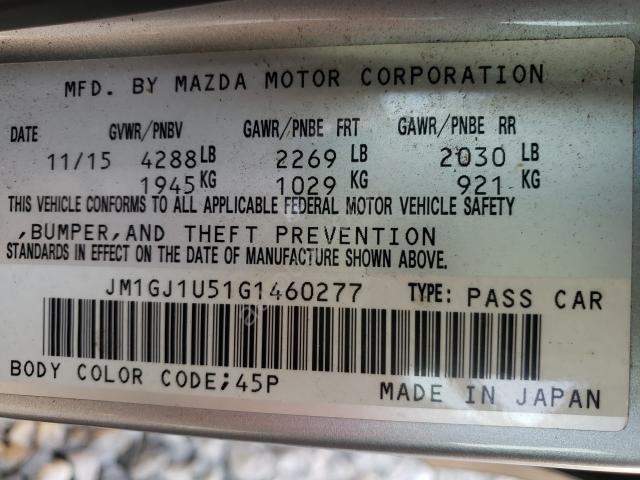 MFD. BY MAZDA MOTOR CORPORATION
DATE GVWR/PNBV GAWR/PNBE FRT GAWR/PNBE RR
11/15 4288 LB 2269 LB 2030 LB
1945 KG 1029 KG 921 KG
THIS VEHICLE CONFORMS TO ALL APPLICABLE FEDERAL MOTOR VEHICLE SAFETY
,BUMPER,AND THEFT PREVENTION
STANDARDS IN EFFECT ON THE DATE OF MANUFACTURE SHOWN ABOVE.
JM1GJ1U51G1460277 TYPE: PASS CAR
BODY COLOR CODE;45P MADE IN JAPAN